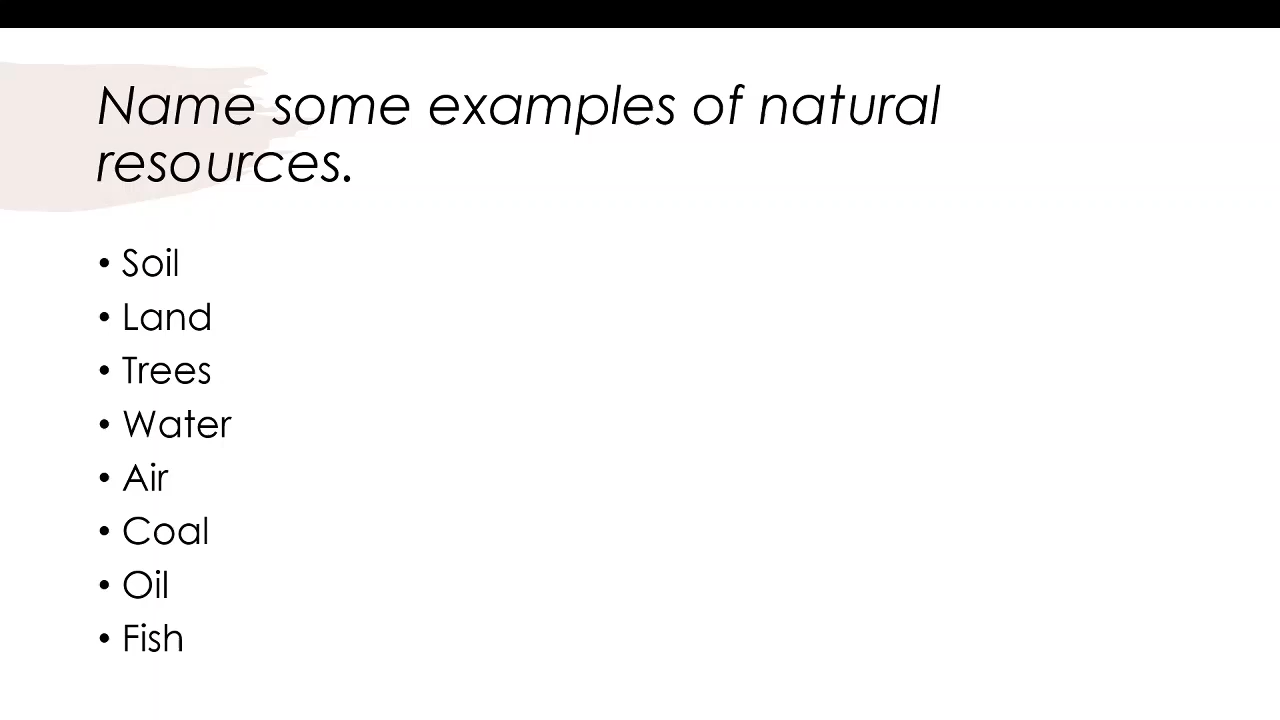 Name some examples of natural
resources.
• Soil
• Land
• Trees
• Water
• Air
• Coal
• Oil
• Fish